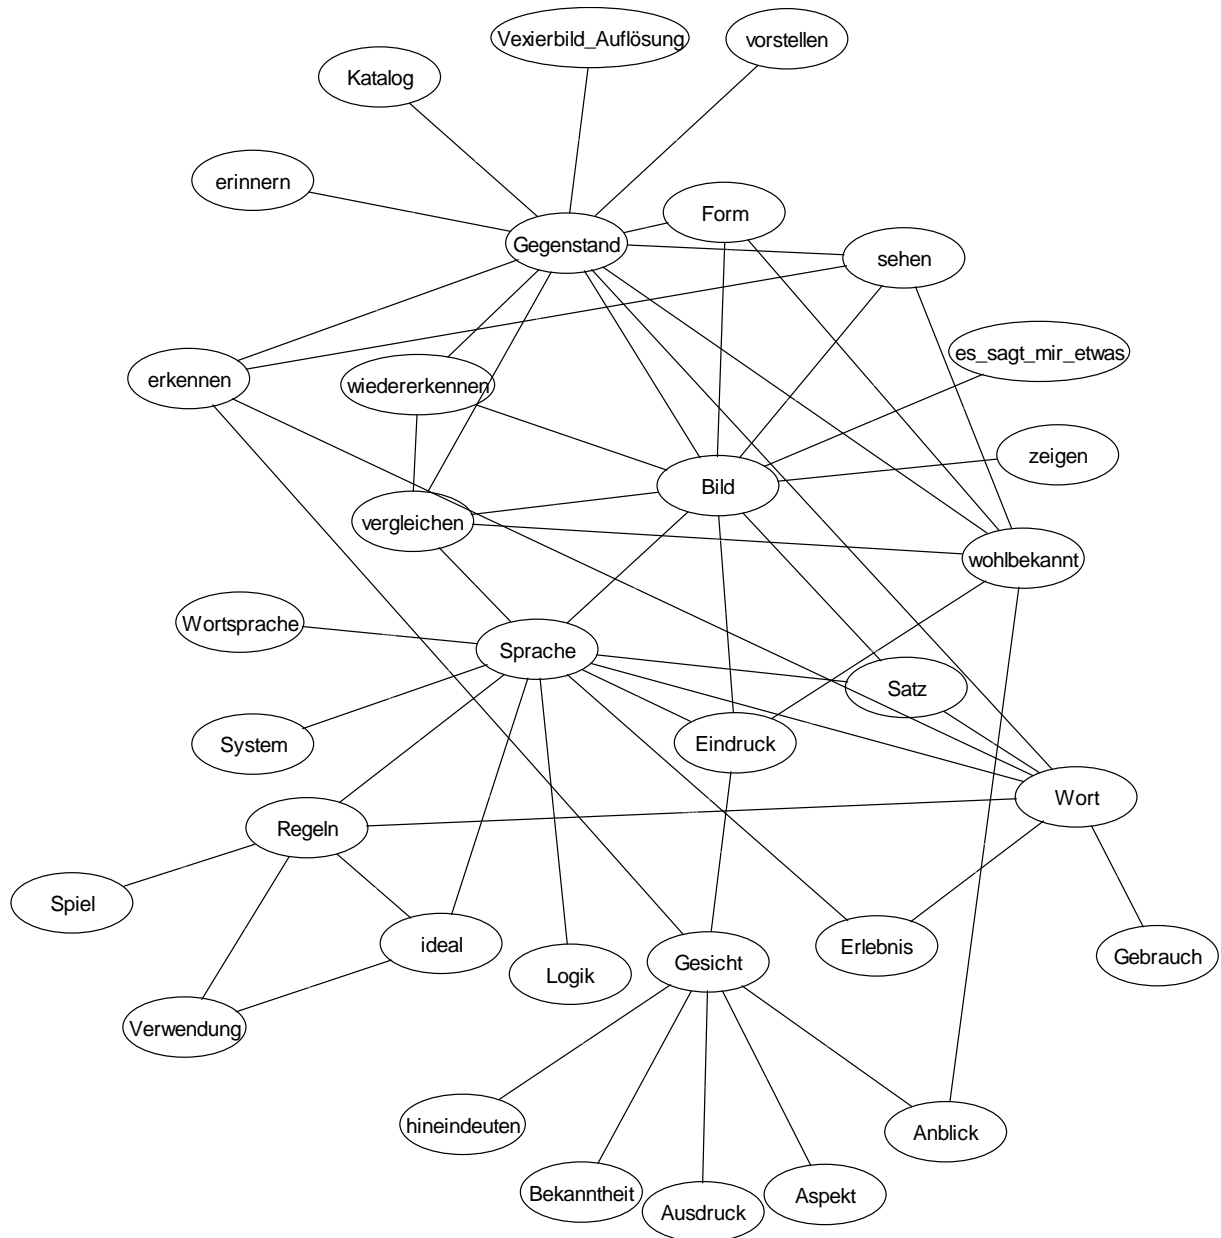 Vexierbild_Auflösung
vorstellen
Katalog
erinnern
Form
Gegenstand
sehen
es_sagt_mir_etwas
erkennen
wiedererkennen
zeigen
Bild
vergleichen
wohlbekannt
Wortsprache
Sprache
Satz
System
Eindruck
Wort
Regeln
Spiel
ideal
Erlebnis
Gebrauch
Gesicht
Logik
Verwendung
hineindeuten
Anblick
Bekanntheit
Aspekt
Ausdruck